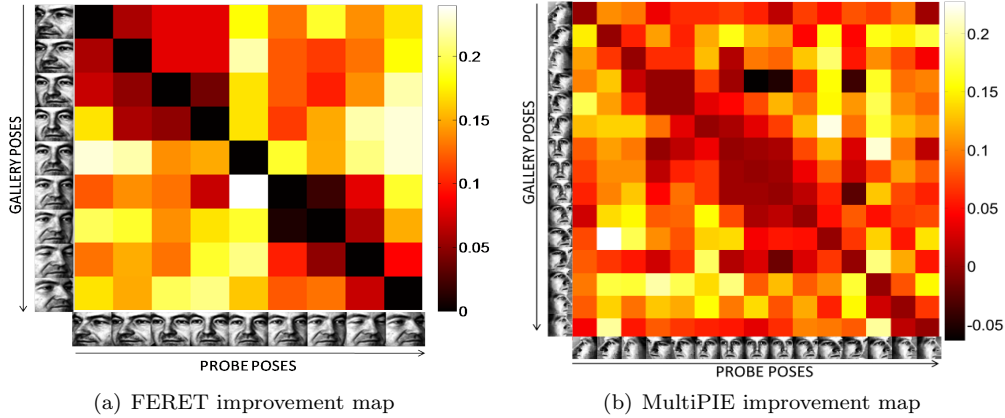 GALLERY POSES
0.2
0.15
0.1
0.05
0
PROBE POSES
(a) FERET improvement map
GALLERY POSES
0.2
0.15
0.1
0.05
0
-0.05
PROBE POSES
(b) MultiPIE improvement map